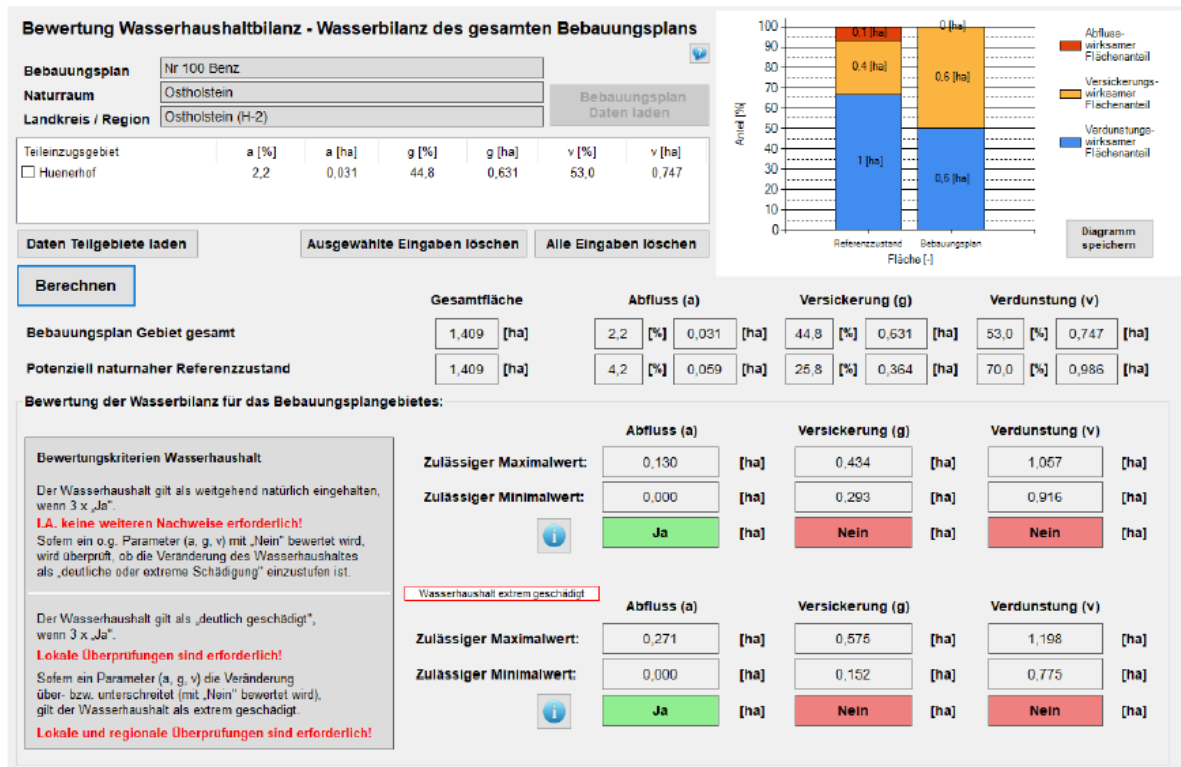 Bewertung Wasserhaushaltbilanz - Wasserbilanz des gesamten Bebauungsplans
Bebauungsplan Nr 100 Benz
Naturraum Ostholstein
Landkreis / Region Ostholstein (H-2)
Bebauungsplan
Daten laden
Teileinzugsgebiet a [%] a [ha] g [%] g [ha] v [%] v [ha]
Huenerhof 2,2 0,031 44,8 0,631 53,0 0,747
Daten Teilgebiete laden Ausgewählte Eingaben löschen Alle Eingaben löschen
Anteil [%]
100
90
80
70
60
50
40
30
20
10
0
0,1 [ha]
0,4 [ha]
1 [ha]
0 [ha]
0,6 [ha]
0,6 [ha]
Referenzzustand Bebauungsplan
Fläche [-]
Abfluss-
wirksamer
Flächenanteil
Versickerungs-
wirksamer
Flächenanteil
Verdunstungs-
wirksamer
Flächenanteil
Diagramm
speichern
Berechnen
Gesamtfläche Abfluss (a) Versickerung (g) Verdunstung (v)
Bebauungsplan Gebiet gesamt 1,409 [ha] 2,2 [%] 0,031 [ha] 44,8 [%] 0,631 [ha] 53,0 [%] 0,747 [ha]
Potenziell naturnaher Referenzzustand 1,409 [ha] 4,2 [%] 0,059 [ha] 25,8 [%] 0,364 [ha] 70,0 [%] 0,986 [ha]
Bewertung der Wasserbilanz für das Bebauungsplangebietes:
Bewertungskriterien Wasserhaushalt
Der Wasserhaushalt gilt als weitgehend natürlich eingehalten,
wenn 3 x „Ja".
I.A. keine weiteren Nachweise erforderlich!
Sofern ein o.g. Parameter (a, g, v) mit „Nein" bewertet wird,
wird überprüft, ob die Veränderung des Wasserhaushaltes
als „deutliche oder extreme Schädigung" einzustufen ist.
Der Wasserhaushalt gilt als „deutlich geschädigt",
wenn 3 x „Ja".
Lokale Überprüfungen sind erforderlich!
Sofern ein Parameter (a, g, v) die Veränderung
über- bzw. unterschreitet (mit „Nein" bewertet wird),
gilt der Wasserhaushalt als extrem geschädigt.
Lokale und regionale Überprüfungen sind erforderlich!
Abfluss (a) Versickerung (g) Verdunstung (v)
Zulässiger Maximalwert: 0,130 [ha] 0,434 [ha] 1,057 [ha]
Zulässiger Minimalwert: 0,000 [ha] 0,293 [ha] 0,916 [ha]
Ja [ha] Nein [ha] Nein [ha]
Wasserhaushalt extrem geschädigt
Abfluss (a) Versickerung (g) Verdunstung (v)
Zulässiger Maximalwert: 0,271 [ha] 0,575 [ha] 1,198 [ha]
Zulässiger Minimalwert: 0,000 [ha] 0,152 [ha] 0,775 [ha]
Ja [ha] Nein [ha] Nein [ha]